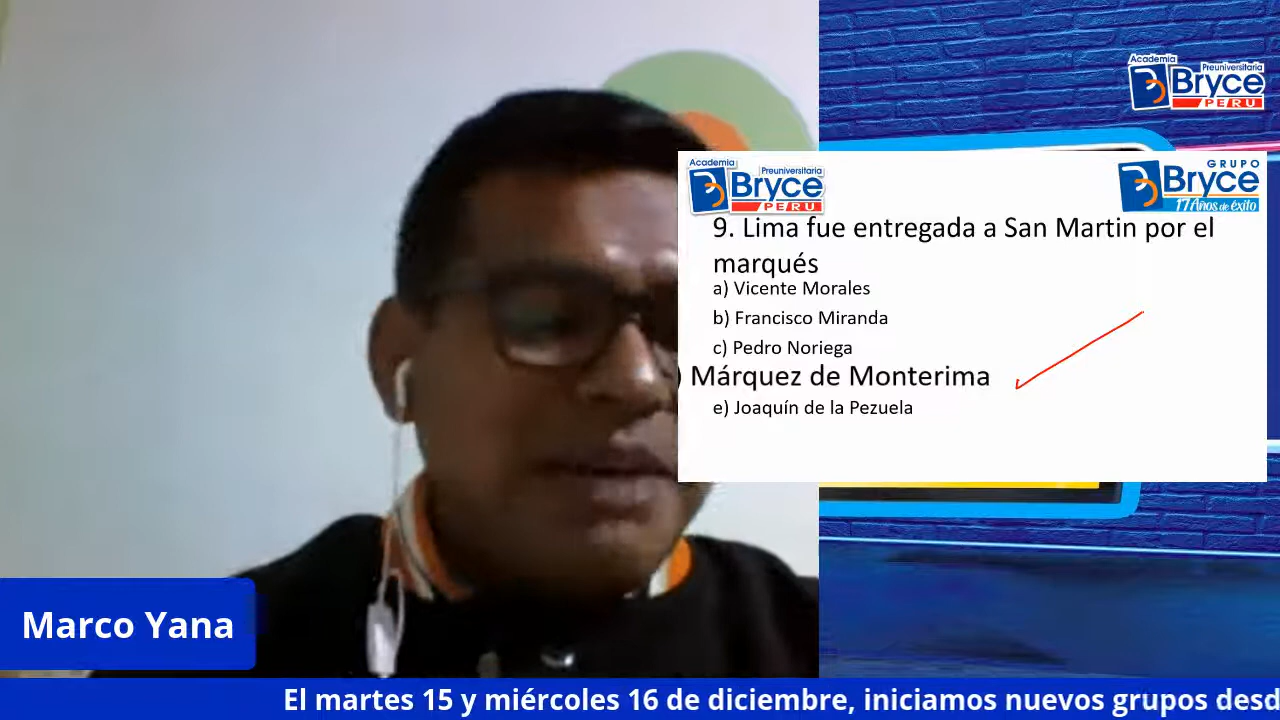 Academia
Preuniversitaria
Bryce
PERU
Academia
Preuniversitaria
Bryce
PERU
GRUPO
Bryce
17 Años de éxito
9. Lima fue entregada a San Martin por el
marqués
a) Vicente Morales
b) Francisco Miranda
c) Pedro Noriega
) Márquez de Monterima
e) Joaquín de la Pezuela
Marco Yana
El martes 15 y miércoles 16 de diciembre, iniciamos nuevos grupos desd